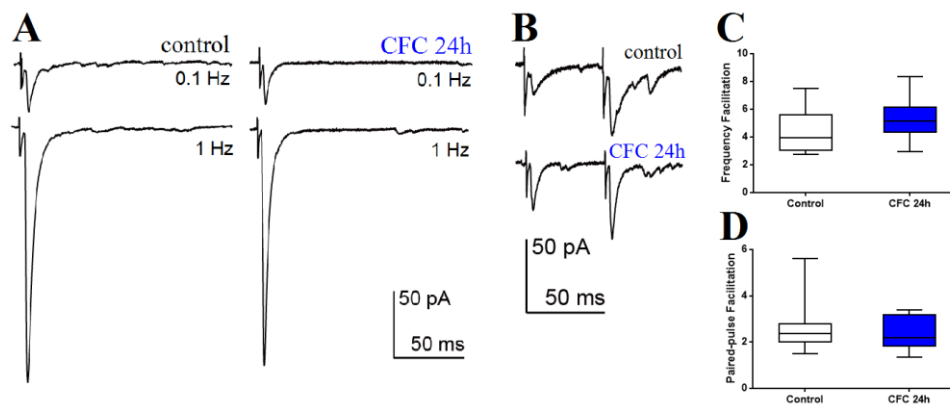 A
control
0.1 Hz
1 Hz
CFC 24h
0.1 Hz
1 Hz
50 pA
50 ms
B
control
CFC 24h
50 pA
50 ms
C
Frequency Facilitation
10
8
6
4
2
0
Control
CFC 24h
D
Paired-pulse Facilitation
6
4
2
0
Control
CFC 24h